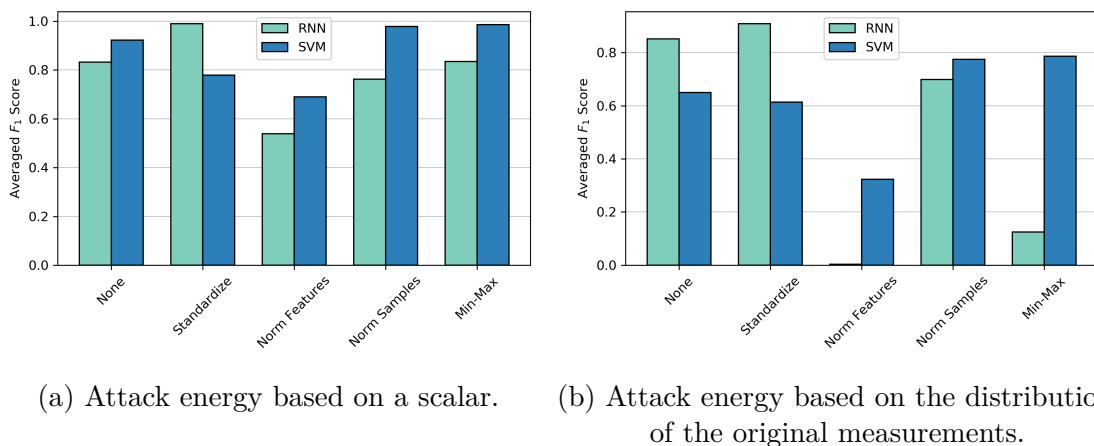 1.0
0.8
0.6
0.4
0.2
0.0
Averaged F₁ Score
RNN
SVM
None
Standardize
Norm Features
Norm Samples
Min-Max
(a) Attack energy based on a scalar.
0.8
0.6
0.4
0.2
0.0
Averaged F₁ Score
RNN
SVM
None
Standardize
Norm Features
Norm Samples
Min-Max
(b) Attack energy based on the distributio
of the original measurements.